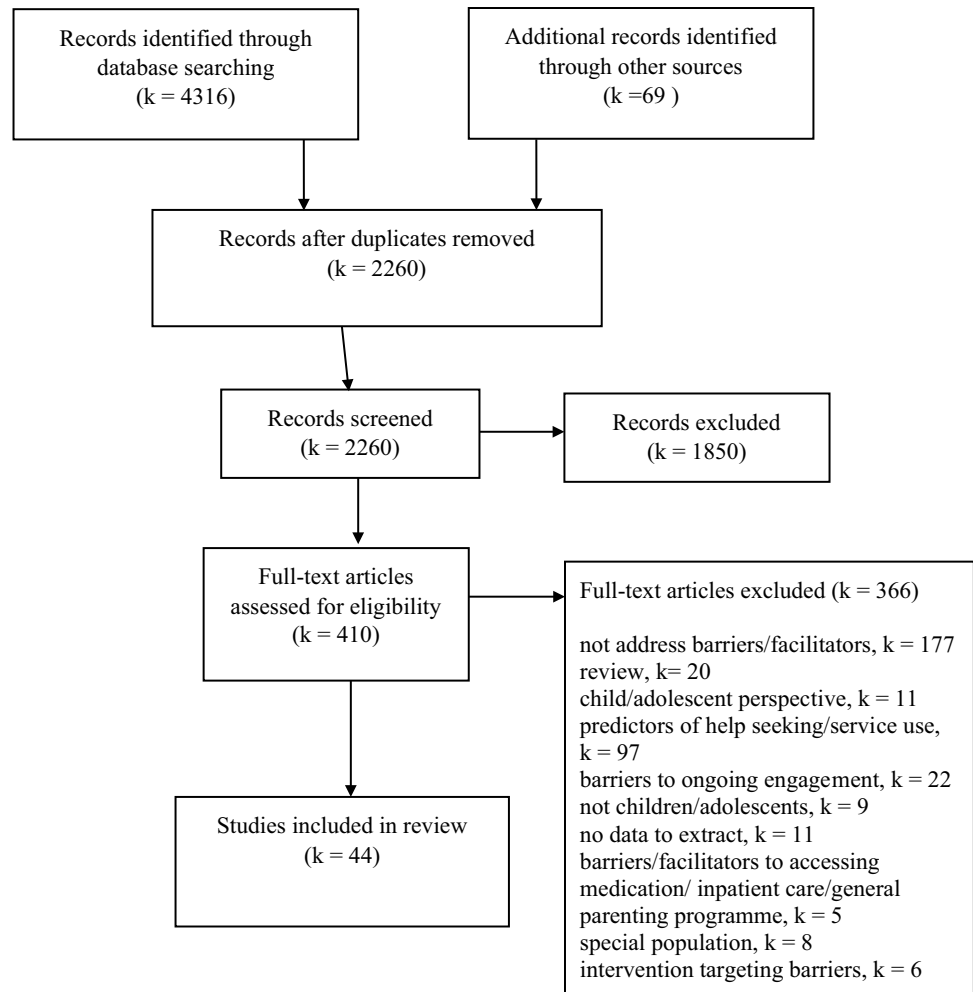 Records identified through
database searching
(k = 4316)
Additional records identified
through other sources
(k =69 )
Records after duplicates removed
(k = 2260)
Records screened
(k = 2260)
Records excluded
(k = 1850)
Full-text articles
assessed for eligibility
(k = 410)
Full-text articles excluded (k = 366)
not address barriers/facilitators, k = 177
review, k= 20
child/adolescent perspective, k = 11
predictors of help seeking/service use,
k = 97
barriers to ongoing engagement, k = 22
not children/adolescents, k = 9
no data to extract, k = 11
barriers/facilitators to accessing
medication/ inpatient care/general
parenting programme, k = 5
special population, k = 8
intervention targeting barriers, k = 6
Studies included in review
(k = 44)